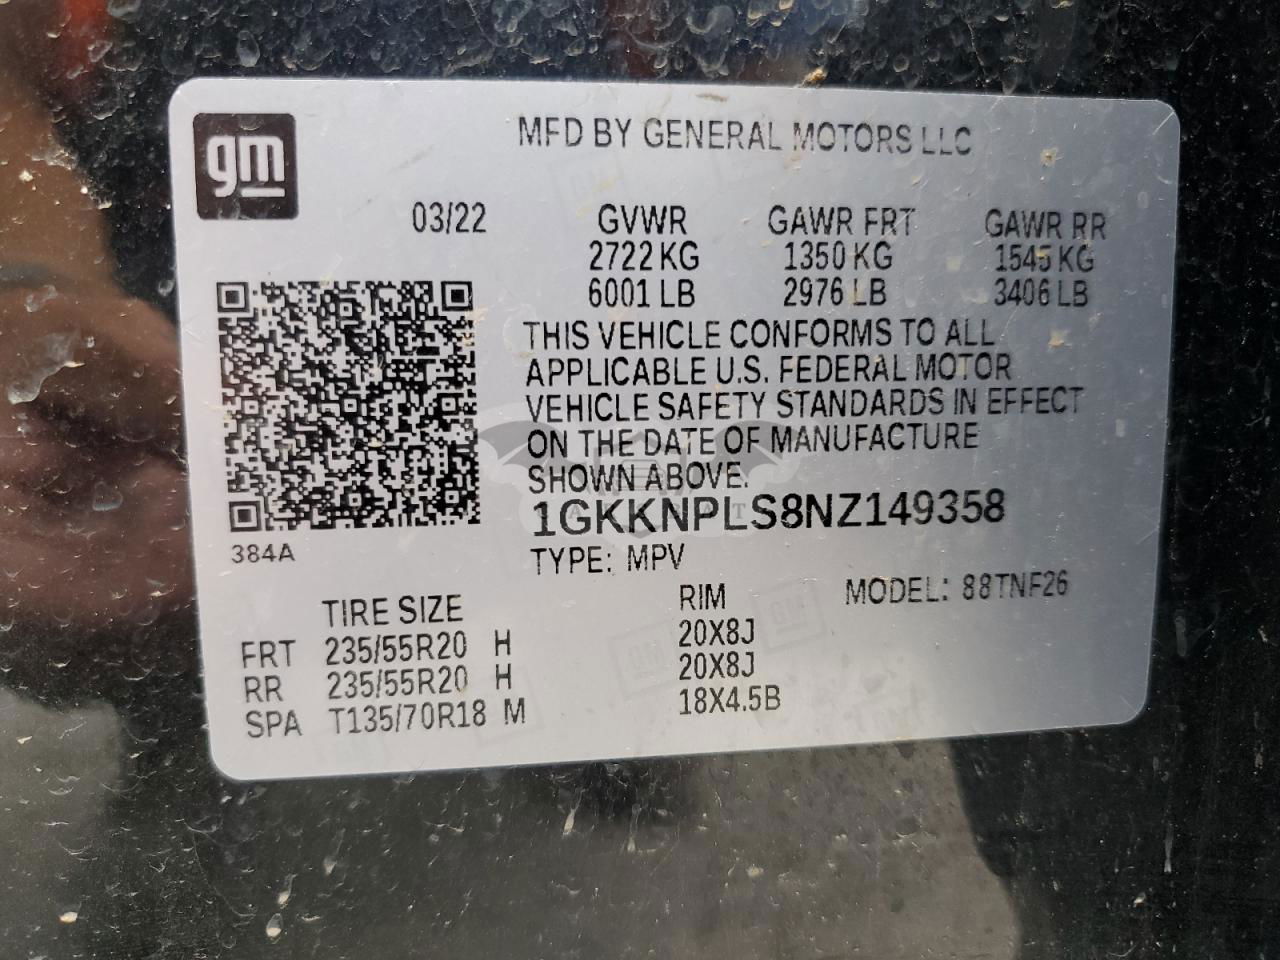 gm
MFD BY GENERAL MOTORS LLC
03/22 GVWR GAWR FRT GAWR RR
2722 KG 1350 KG 1545 KG
6001 LB 2976 LB 3406 LB
THIS VEHICLE CONFORMS TO ALL
APPLICABLE U.S. FEDERAL MOTOR
VEHICLE SAFETY STANDARDS IN EFFECT
ON THE DATE OF MANUFACTURE
SHOWN ABOVE.
1GKKNPLS8NZ149358
384A
TYPE: MPV
MODEL: 88TNF26
TIRE SIZE RIM
FRT 235/55R20 H 20X8J
RR 235/55R20 H 20X8J
SPA T135/70R18 M 18X4.5B